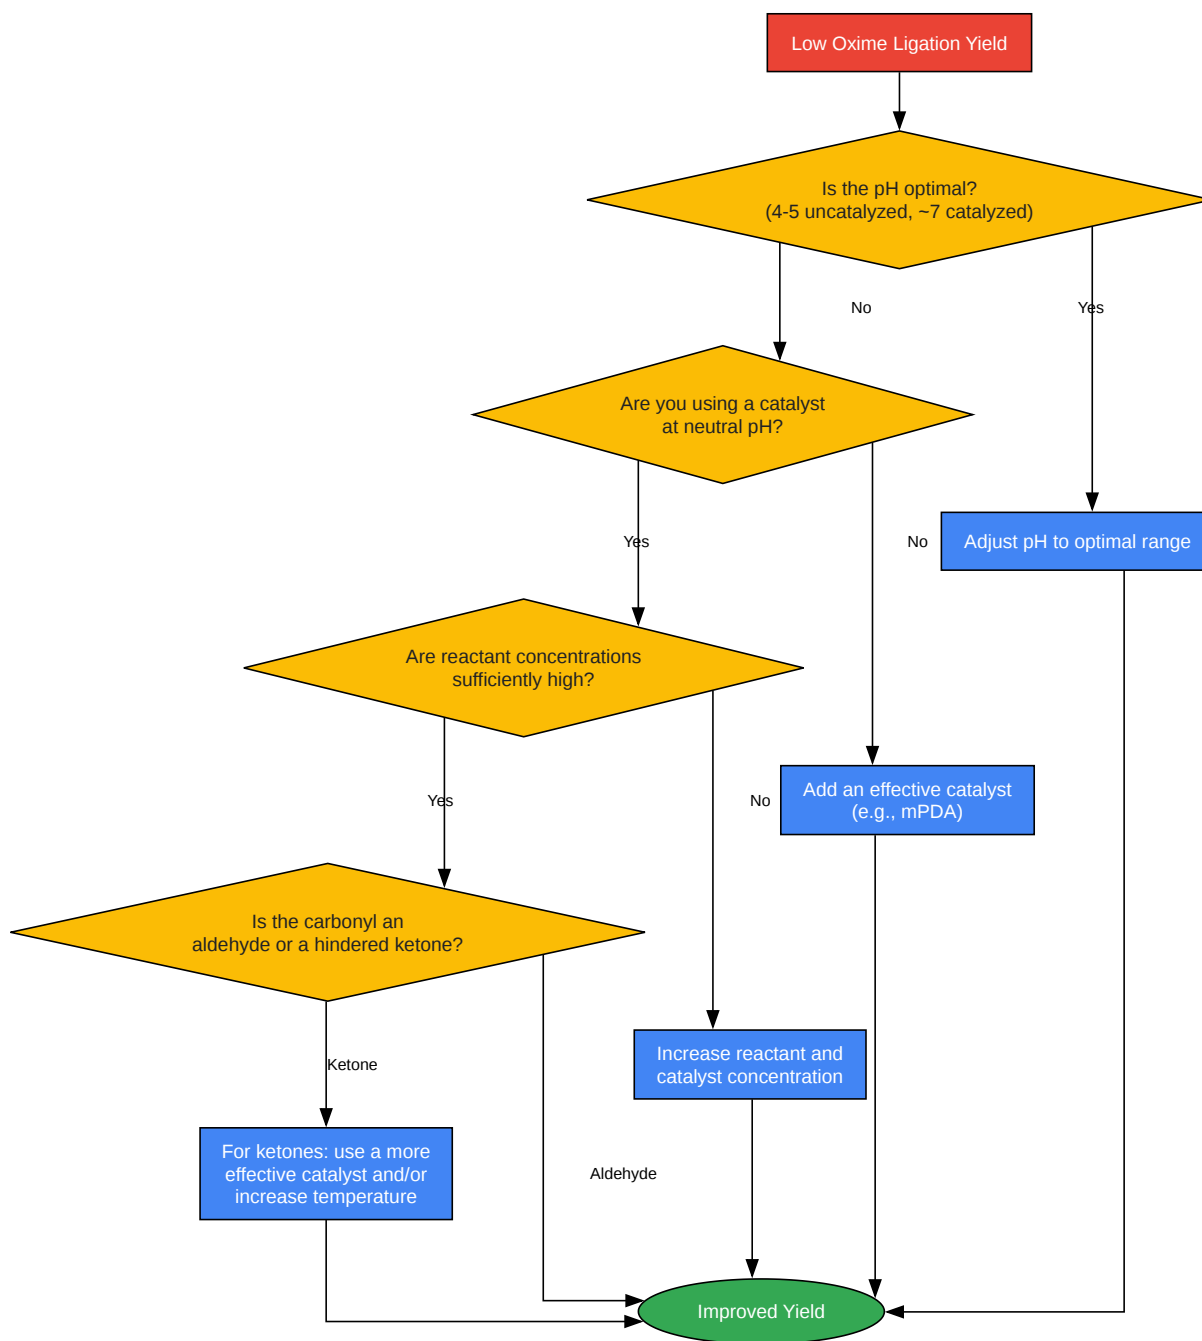 Low Oxime Ligation Yield
Is the pH optimal?
(4-5 uncatalyzed, ~7 catalyzed)
No
Yes
Are you using a catalyst
at neutral pH?
Yes
No
Adjust pH to optimal range
Are reactant concentrations
sufficiently high?
Yes
No
Add an effective catalyst
(e.g., mPDA)
Is the carbonyl an
aldehyde or a hindered ketone?
Ketone
Increase reactant and
catalyst concentration
For ketones: use a more
effective catalyst and/or
increase temperature
Aldehyde
Improved Yield